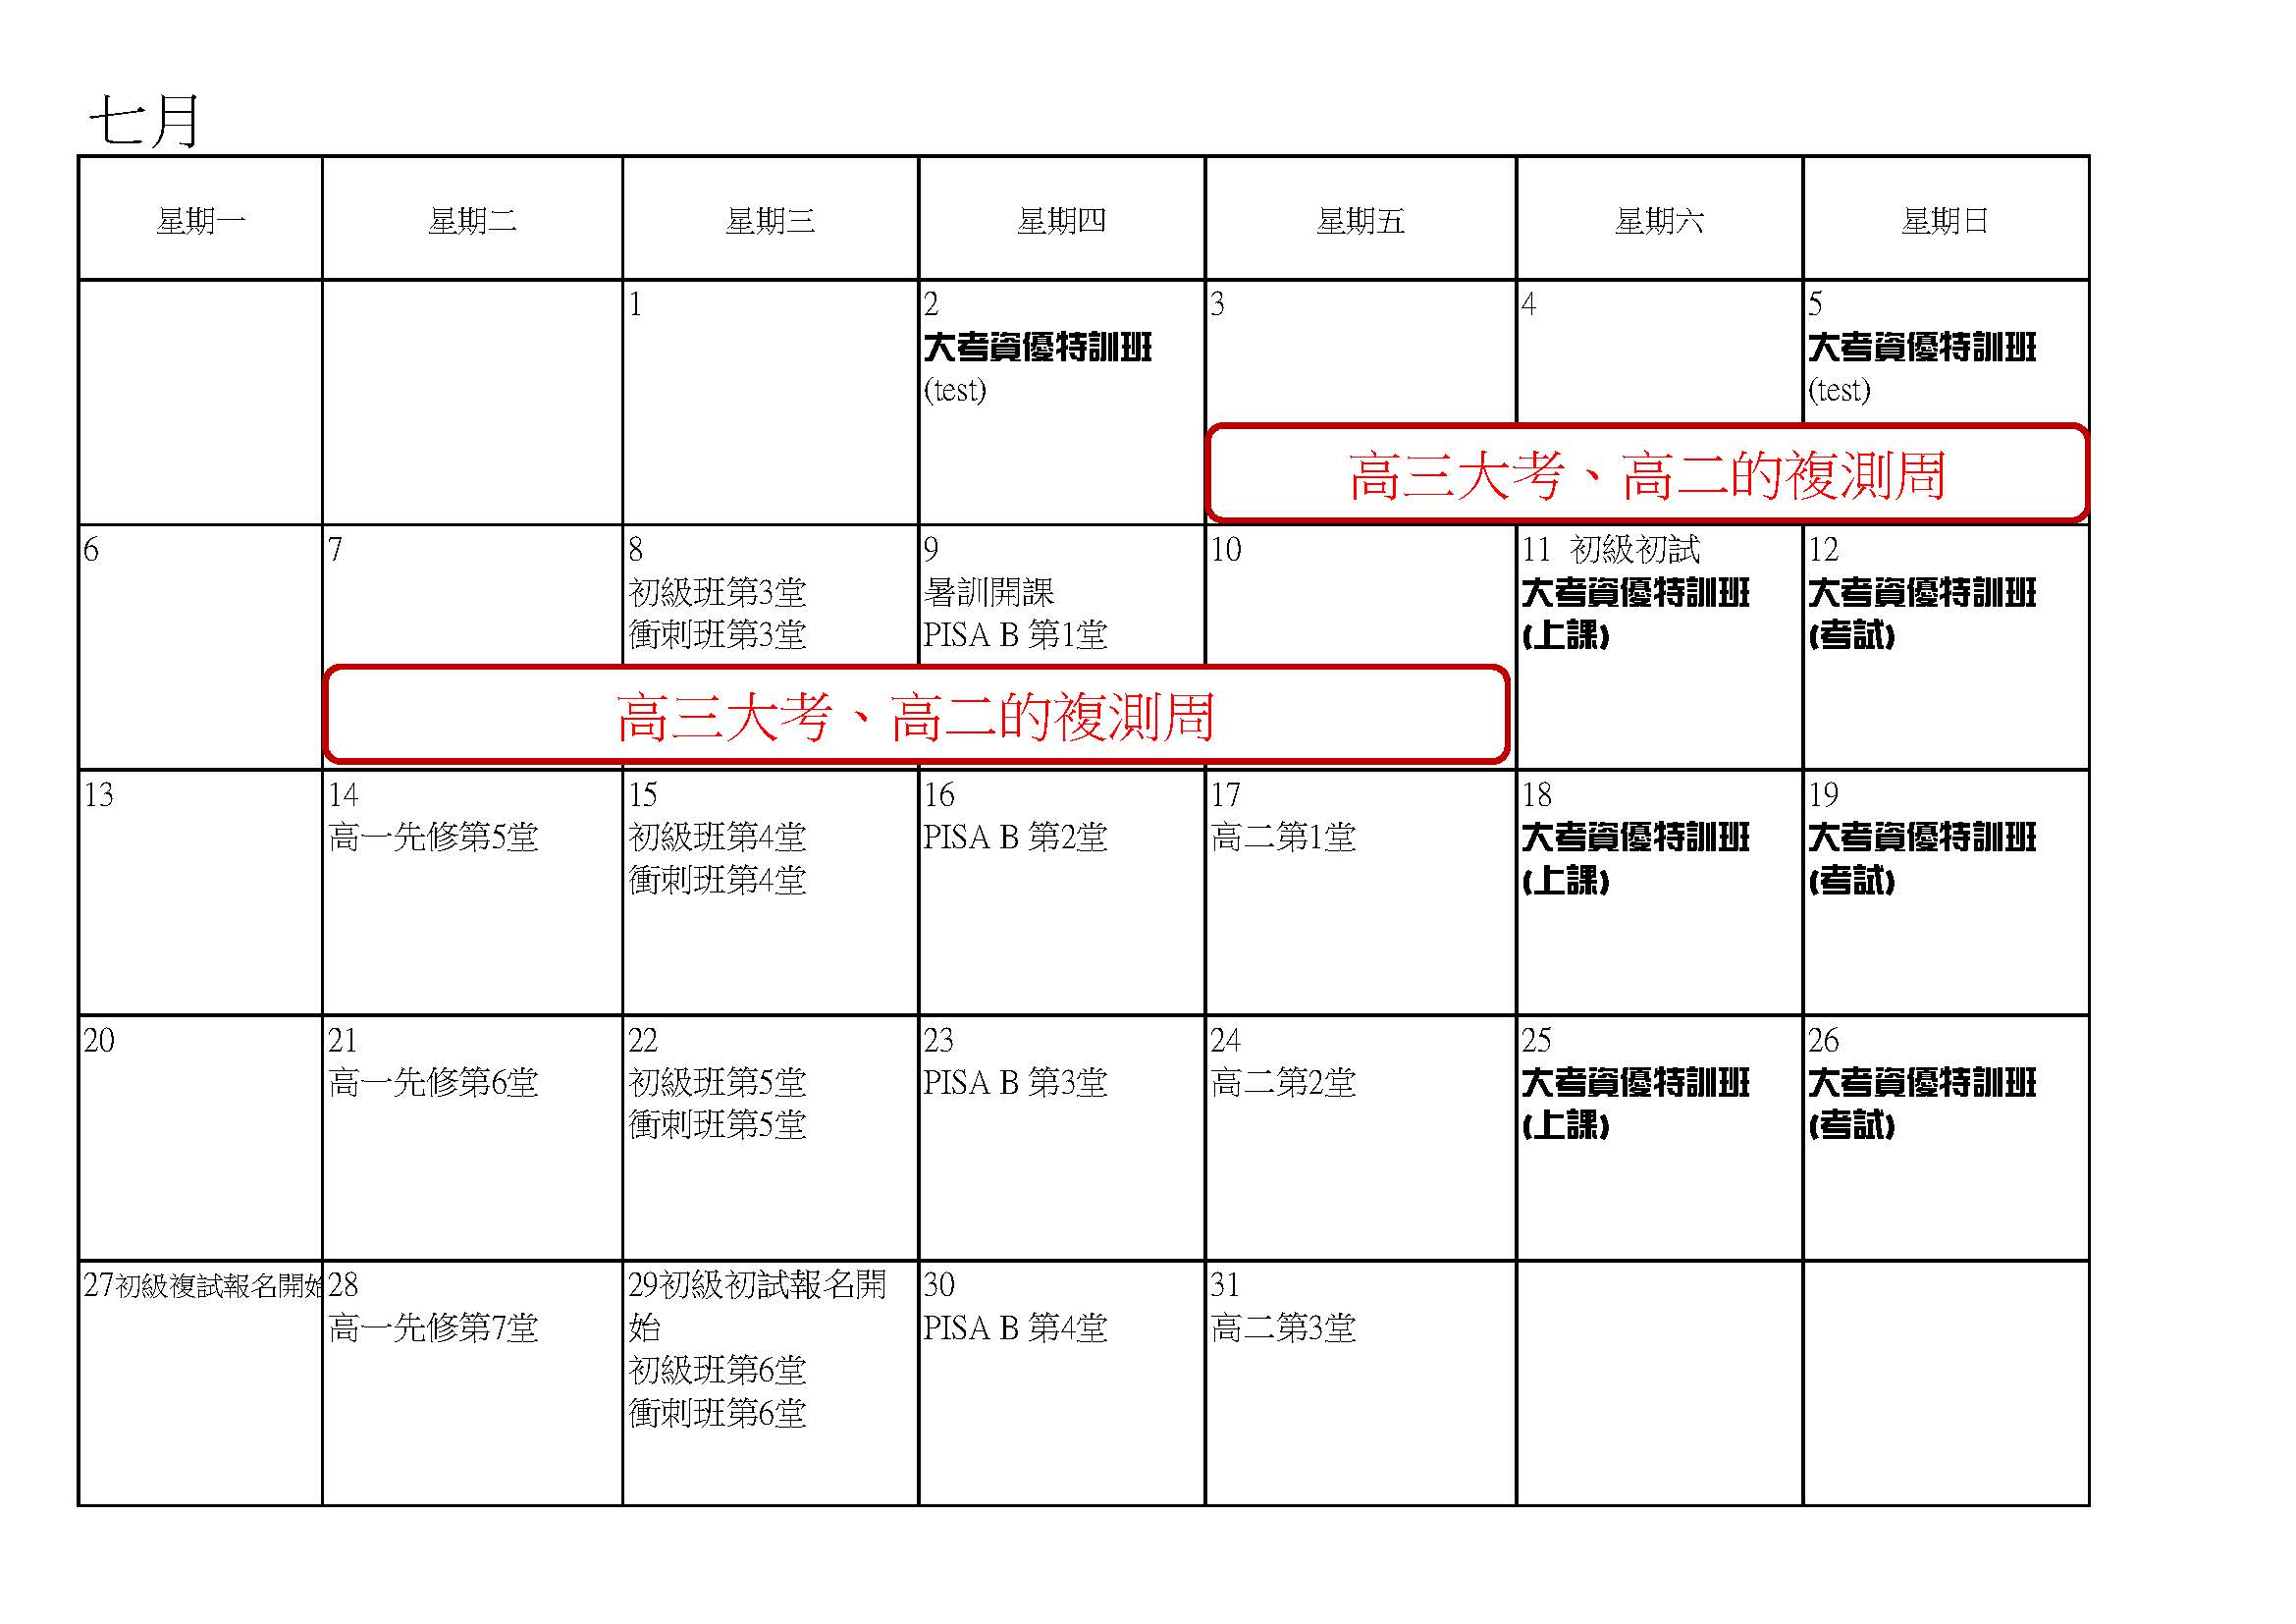 七月
星期一 星期二 星期三 星期四 星期五 星期六 星期日
1
2
大考資優特訓班
(test)
3
4
5
大考資優特訓班
(test)
高三大考、高二的複測周
6
7
8
初級班第3堂
衝刺班第3堂
9
暑訓開課
PISA B 第1堂
10
11 初級初試
大考資優特訓班
(上課)
12
大考資優特訓班
(考試)
高三大考、高二的複測周
13
14
高一先修第5堂
15
初級班第4堂
衝刺班第4堂
16
PISA B 第2堂
17
高二第1堂
18
大考資優特訓班
(上課)
19
大考資優特訓班
(考試)
20
21
高一先修第6堂
22
初級班第5堂
衝刺班第5堂
23
PISA B 第3堂
24
高二第2堂
25
大考資優特訓班
(上課)
26
大考資優特訓班
(考試)
27初級複試報名開始
28
高一先修第7堂
29初級初試報名開
始
初級班第6堂
衝刺班第6堂
30
PISA B 第4堂
31
高二第3堂